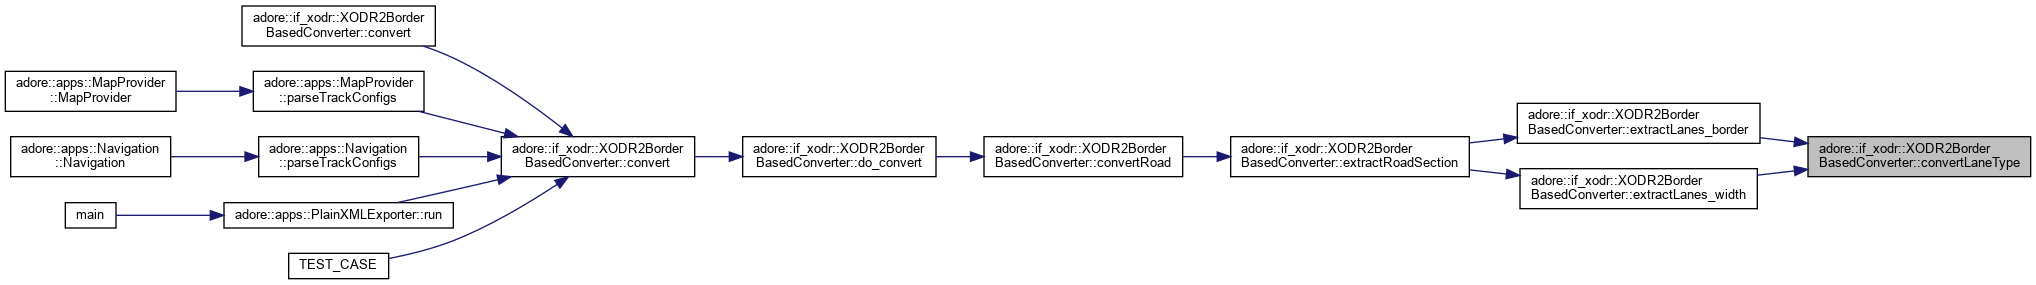 adore::if_xodr::XODR2Border
BasedConverter::convert
adore::apps::MapProvider
::MapProvider
adore::apps::MapProvider
::parseTrackConfigs
adore::apps::Navigation
::Navigation
adore::apps::Navigation
::parseTrackConfigs
main
adore::apps::PlainXMLExporter::run
TEST_CASE
adore::if_xodr::XODR2Border
BasedConverter::convert
adore::if_xodr::XODR2Border
BasedConverter::do_convert
adore::if_xodr::XODR2Border
BasedConverter::convertRoad
adore::if_xodr::XODR2Border
BasedConverter::extractRoadSection
adore::if_xodr::XODR2Border
BasedConverter::extractLanes_border
adore::if_xodr::XODR2Border
BasedConverter::extractLanes_width
adore::if_xodr::XODR2Border
BasedConverter::convertLaneType